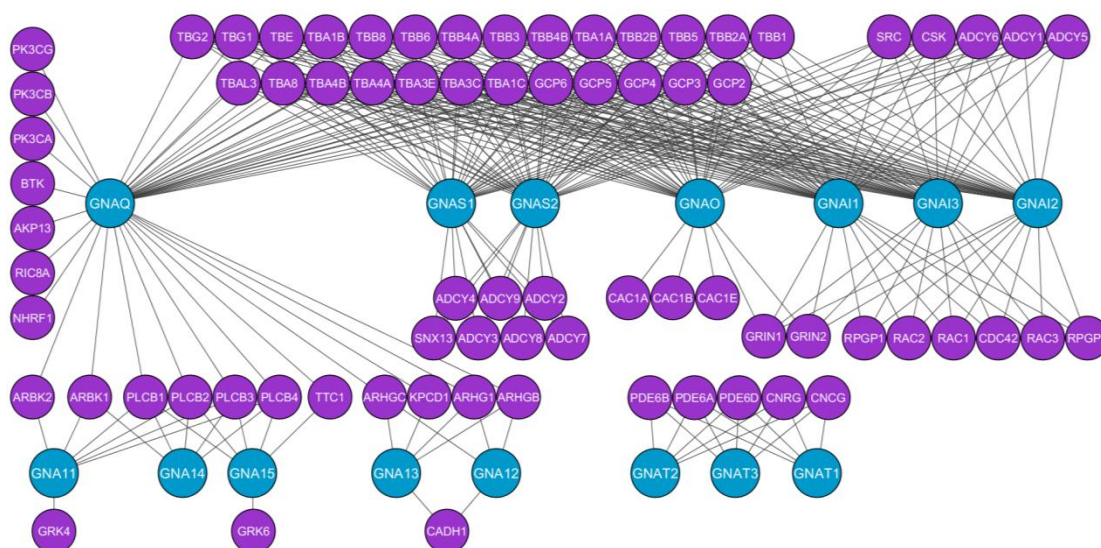 PK3CG TBG2 TBG1 TBE TBA1B TBB8 TBB6 TBB4A TBB3 TBB4B TBA1A TBB2B TBB5 TBB2A TBB1 SRC CSK ADCY6 ADCY1 ADCY5
PK3CB TBAL3 TBA8 TBA4B TBA4A TBA3E TBA3C TBA1C GCP6 GCP5 GCP4 GCP3 GCP2
PK3CA
BTK
GNAQ GNAS1 GNAS2 GNAO GNAI1 GNAI3 GNAI2
AKP13
RIC8A
NHRF1
ADCY4 ADCY9 ADCY2 CAC1A CAC1B CAC1E
SNX13 ADCY3 ADCY8 ADCY7 GRIN1 GRIN2 RPGP1 RAC2 RAC1 CDC42 RAC3 RPGP
ARBK2 ARBK1 PLCB1 PLCB2 PLCB3 PLCB4 TTC1 ARHGC KPCD1 ARHG1 ARHGB PDE6B PDE6A PDE6D CNRG CNCG
GNA11 GNA14 GNA15 GNA13 GNA12 GNAT2 GNAT3 GNAT1
GRK4 GRK6 CADH1